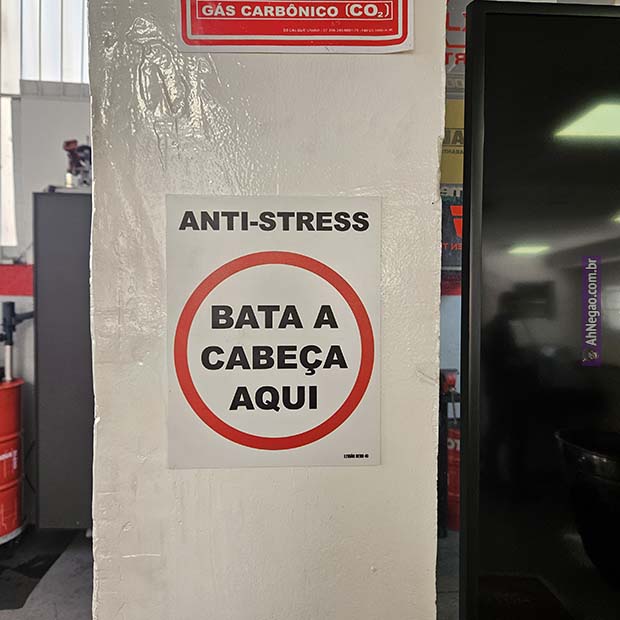 GÁS CARBÔNICO (CO₂)
ANTI-STRESS
BATA A
CABEÇA
AQUI
AhNegao.com.br